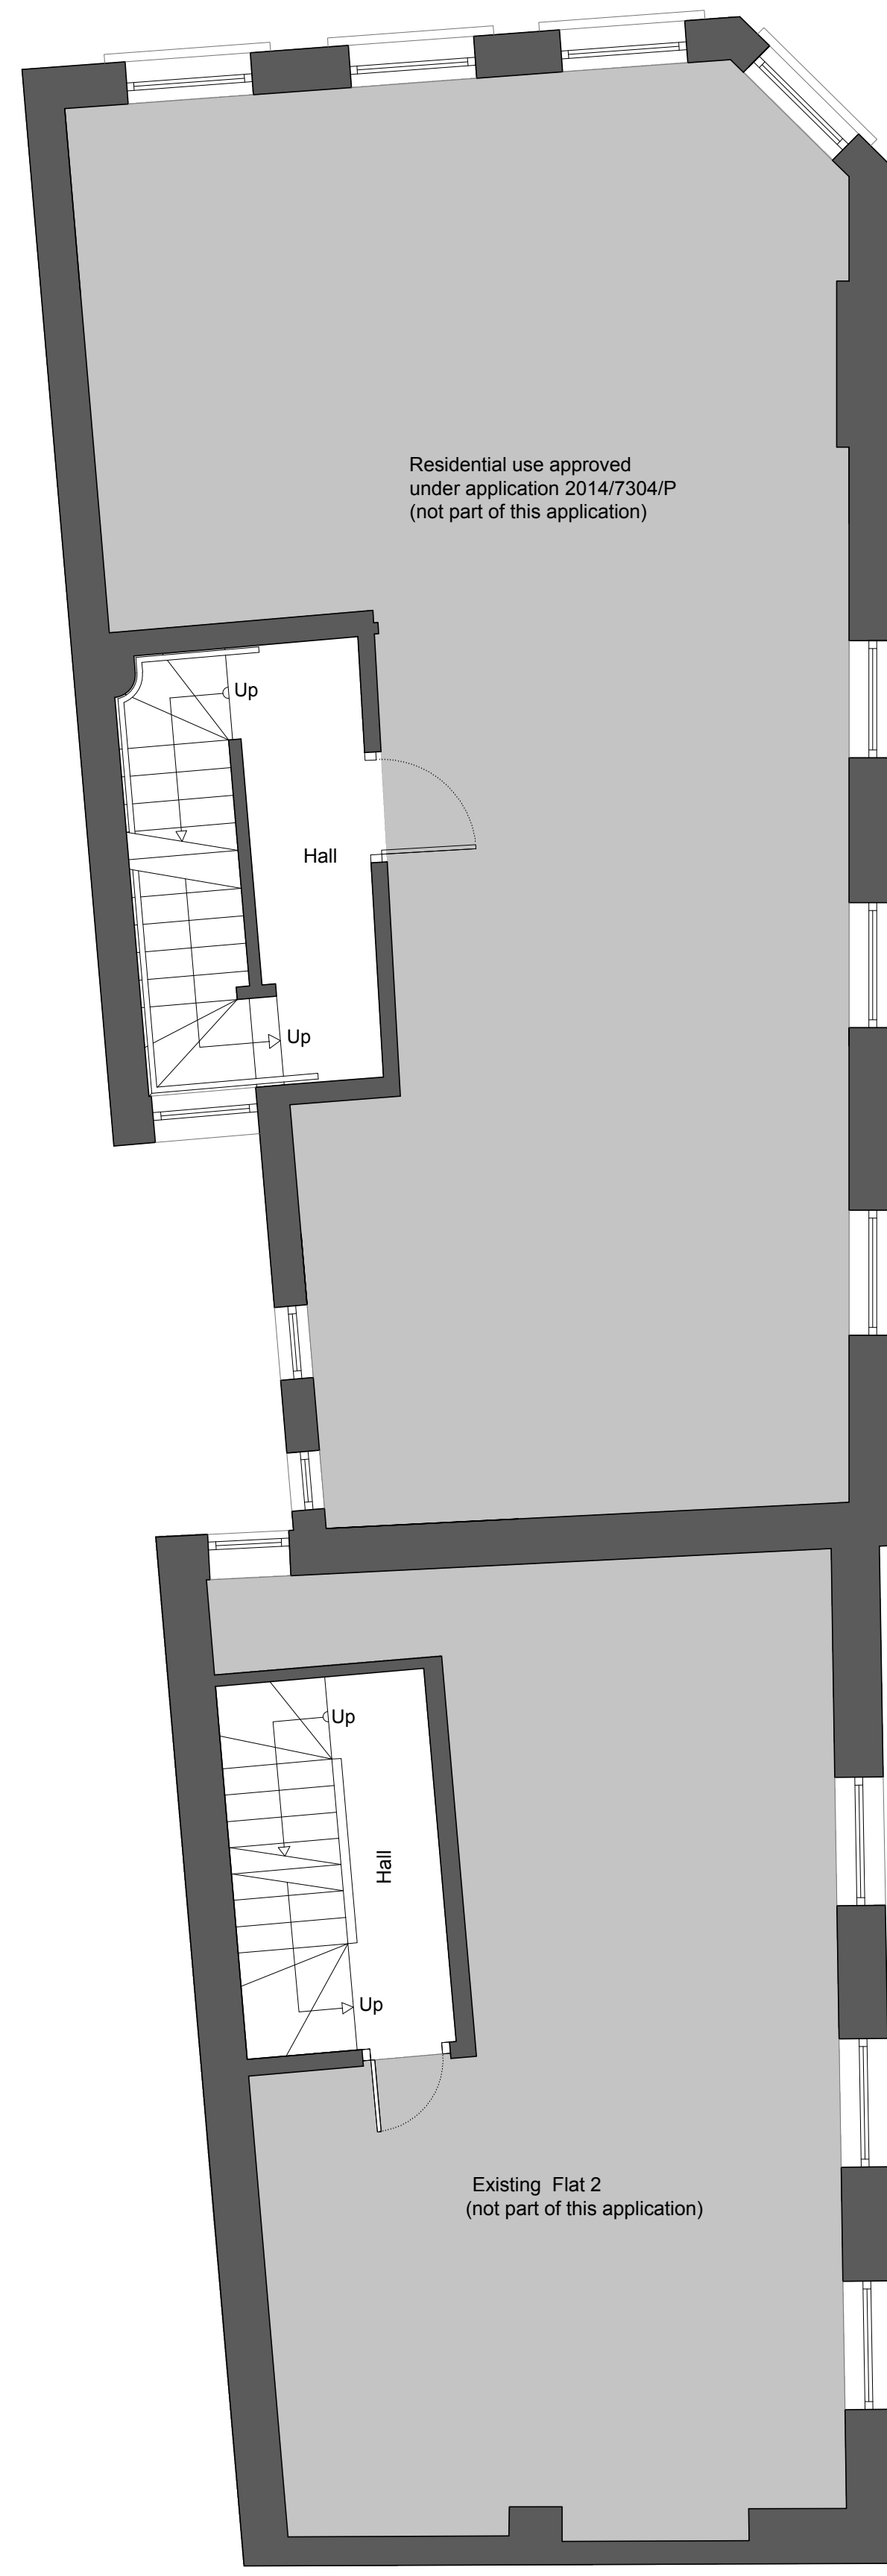 Residential use approved
under application 2014/7304/P
(not part of this application)
Up
Hall
Up
Up
Hall
Up
Existing Flat 2
(not part of this application)